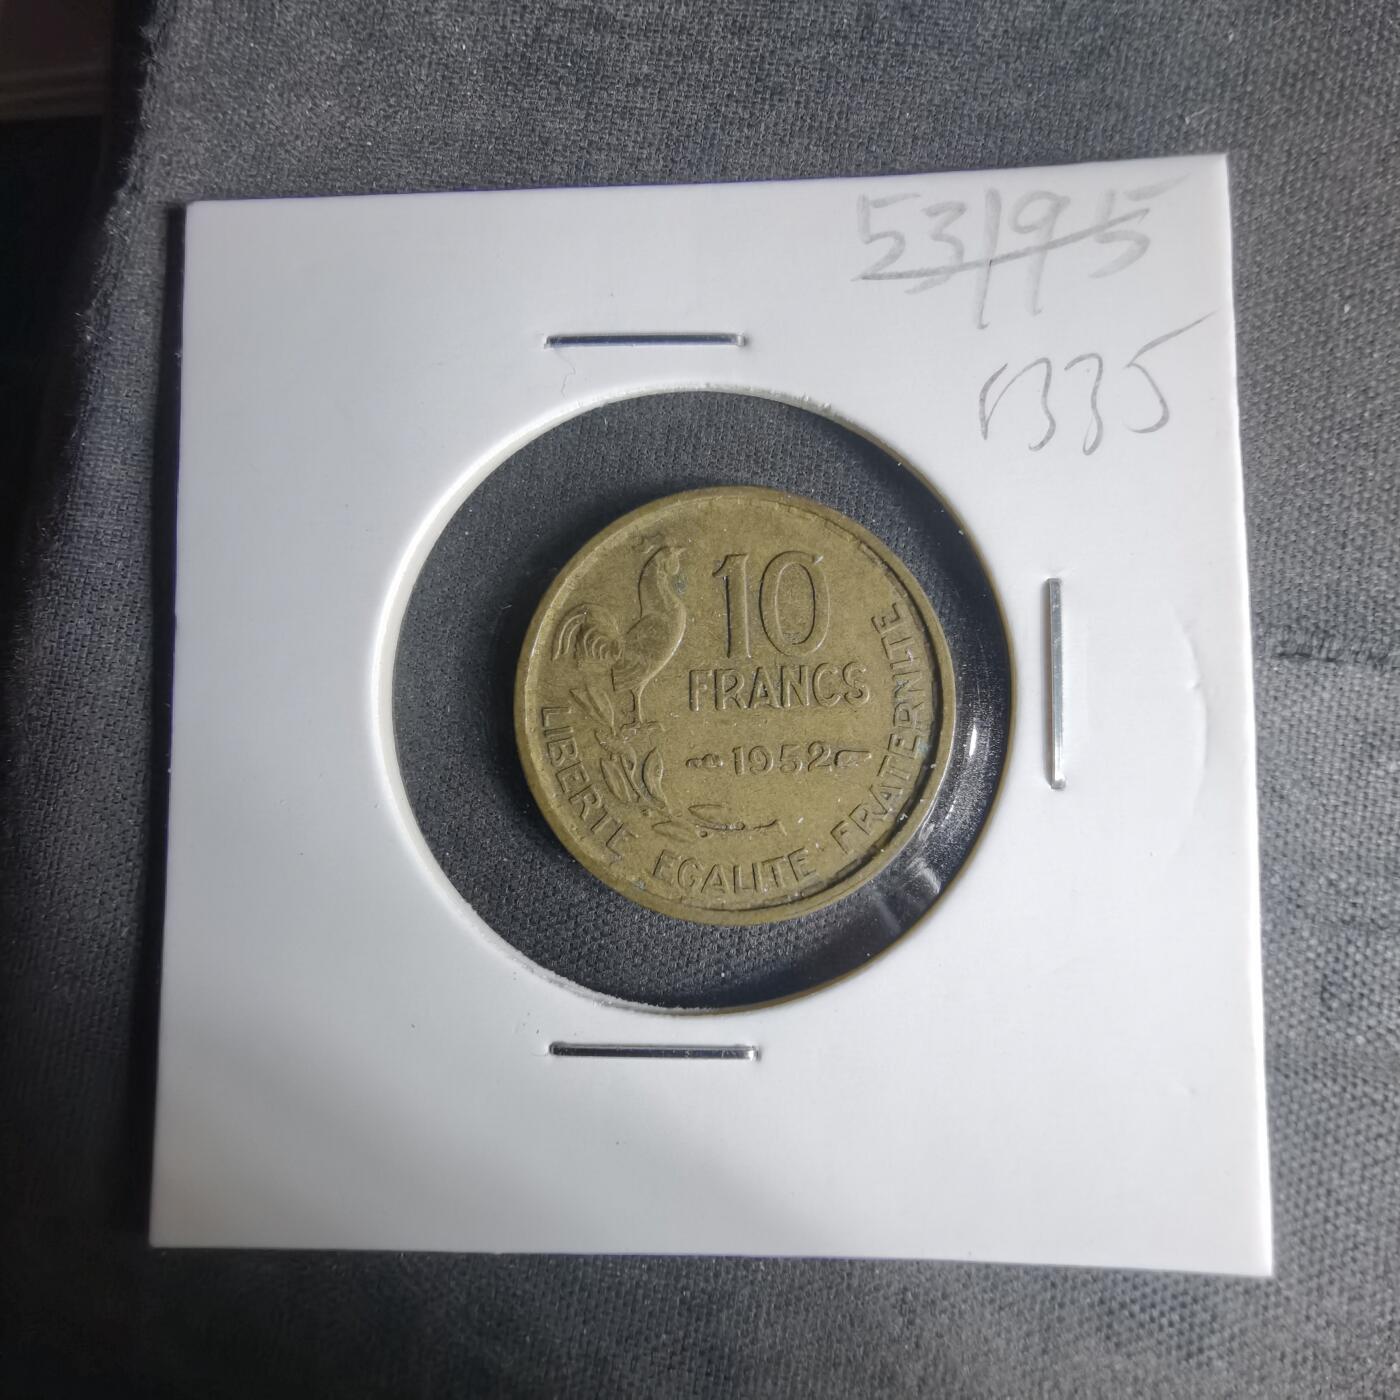 53195
1335
10
FRANCS
1952
LIBERTE EGALITE FRATERNITE